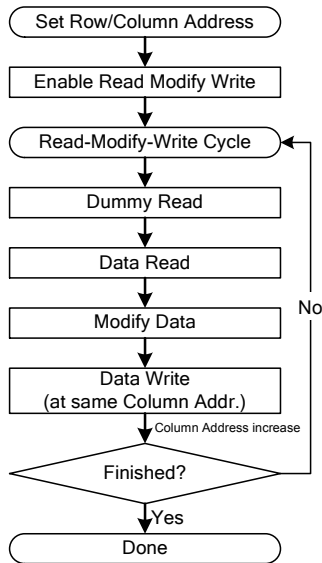 Set Row/Column Address
Enable Read Modify Write
Read-Modify-Write Cycle
Dummy Read
Data Read
No
Modify Data
Data Write
(at same Column Addr.)
Column Address increase
Finished?
Yes
Done